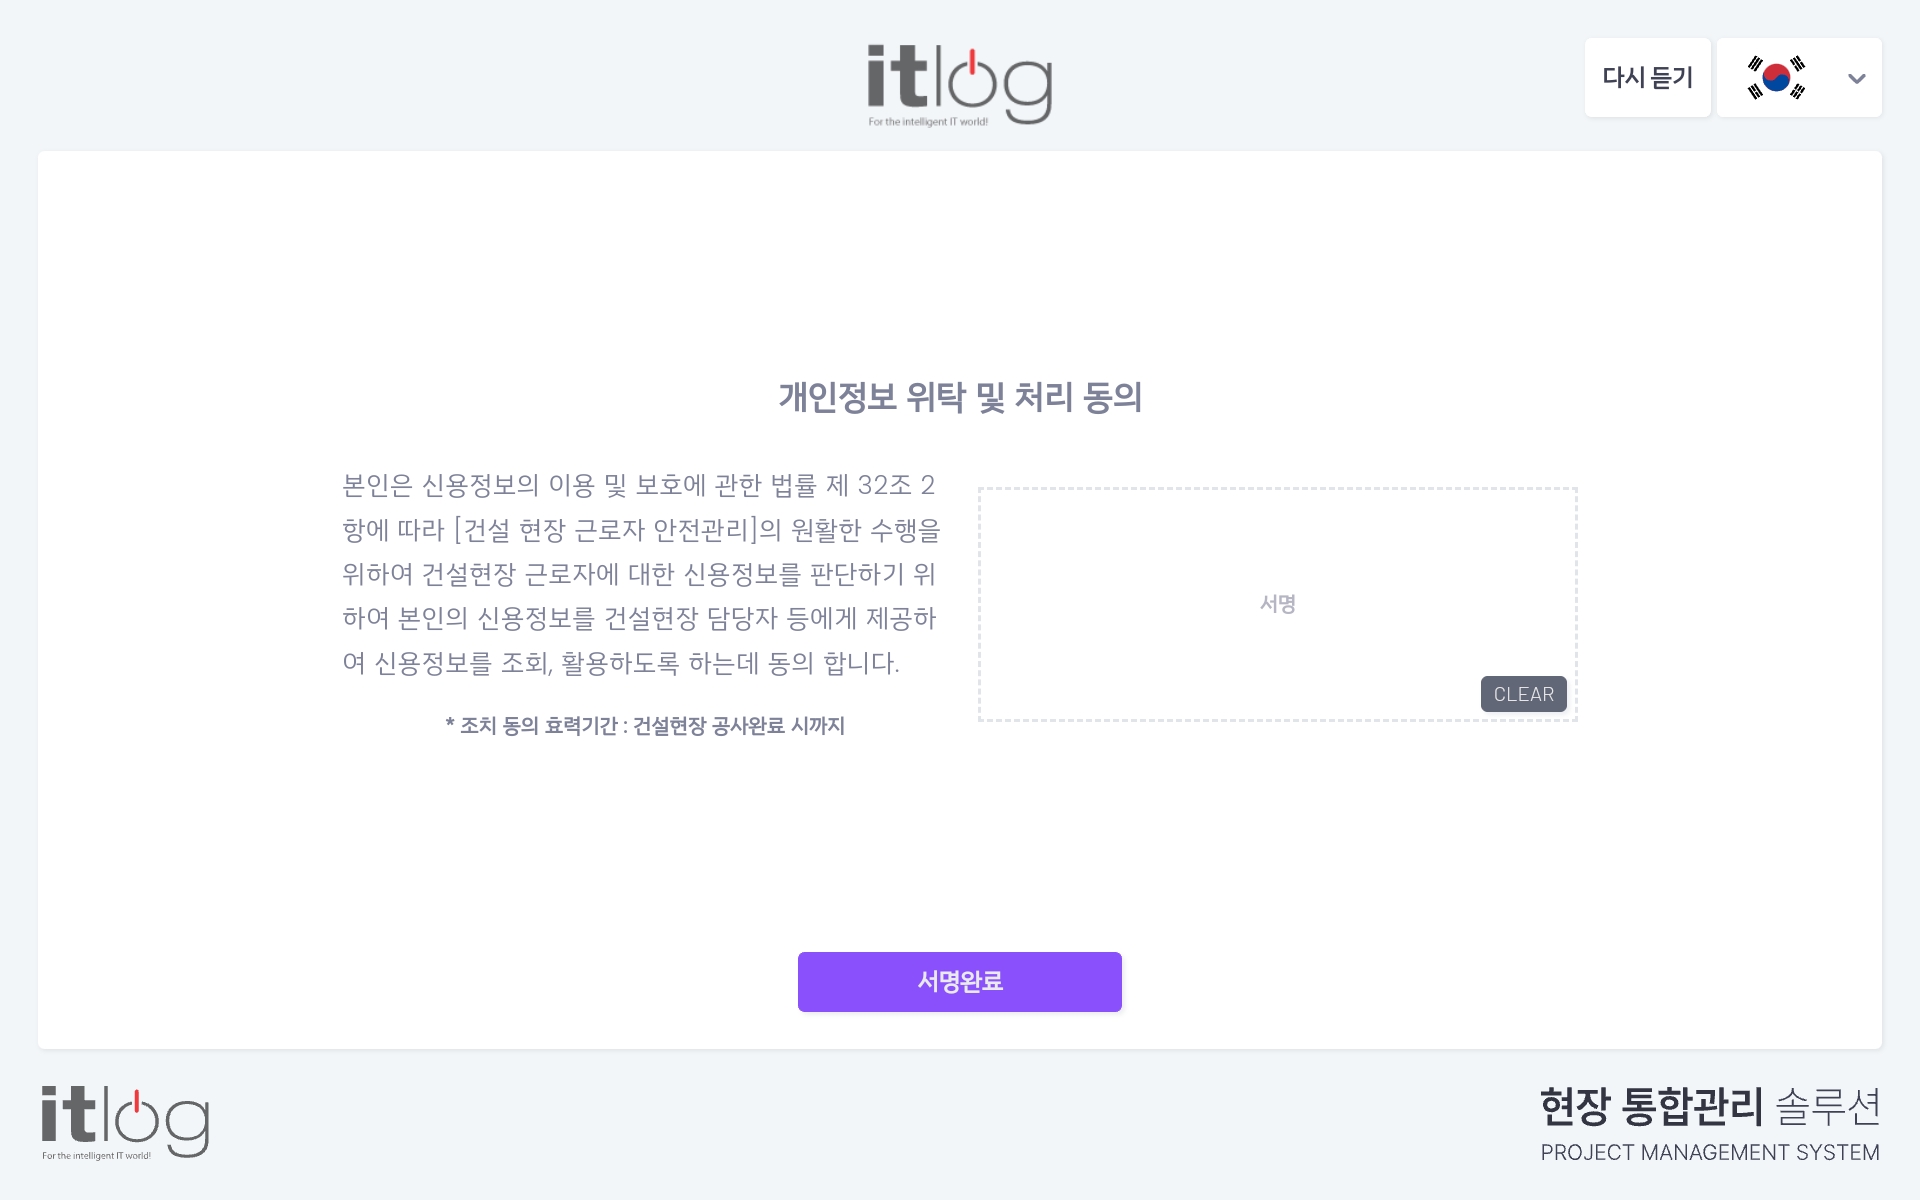 itlog
For the intelligent IT world!
다시 듣기
개인정보 위탁 및 처리 동의
본인은 신용정보의 이용 및 보호에 관한 법률 제 32조 2
항에 따라 [건설 현장 근로자 안전관리]의 원활한 수행을
위하여 건설현장 근로자에 대한 신용정보를 판단하기 위
하여 본인의 신용정보를 건설현장 담당자 등에게 제공하
여 신용정보를 조회, 활용하도록 하는데 동의 합니다.
* 조치 동의 효력기간 : 건설현장 공사완료 시까지
서명
CLEAR
서명완료
itlog
For the intelligent IT world!
현장 통합관리 솔루션
PROJECT MANAGEMENT SYSTEM